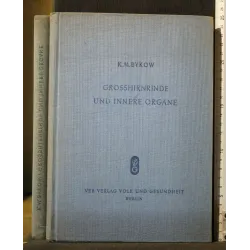 K.M.BYKOW
GROSSHIRNRINDE
UND INNERE ORGANE
VEB VERLAG VOLK UND GESUNDHEIT
BERLIN